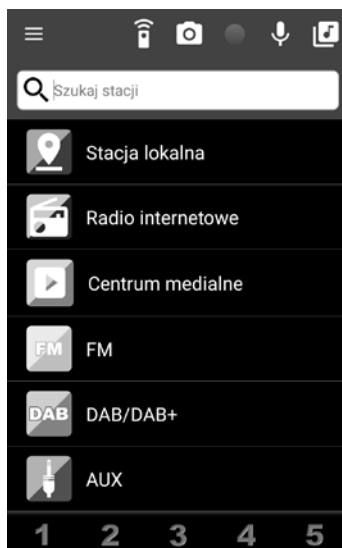 Szukaj stacji
Stacja lokalna
Radio internetowe
Centrum medialne
FM FM
DAB DAB/DAB+
AUX
1 2 3 4 5